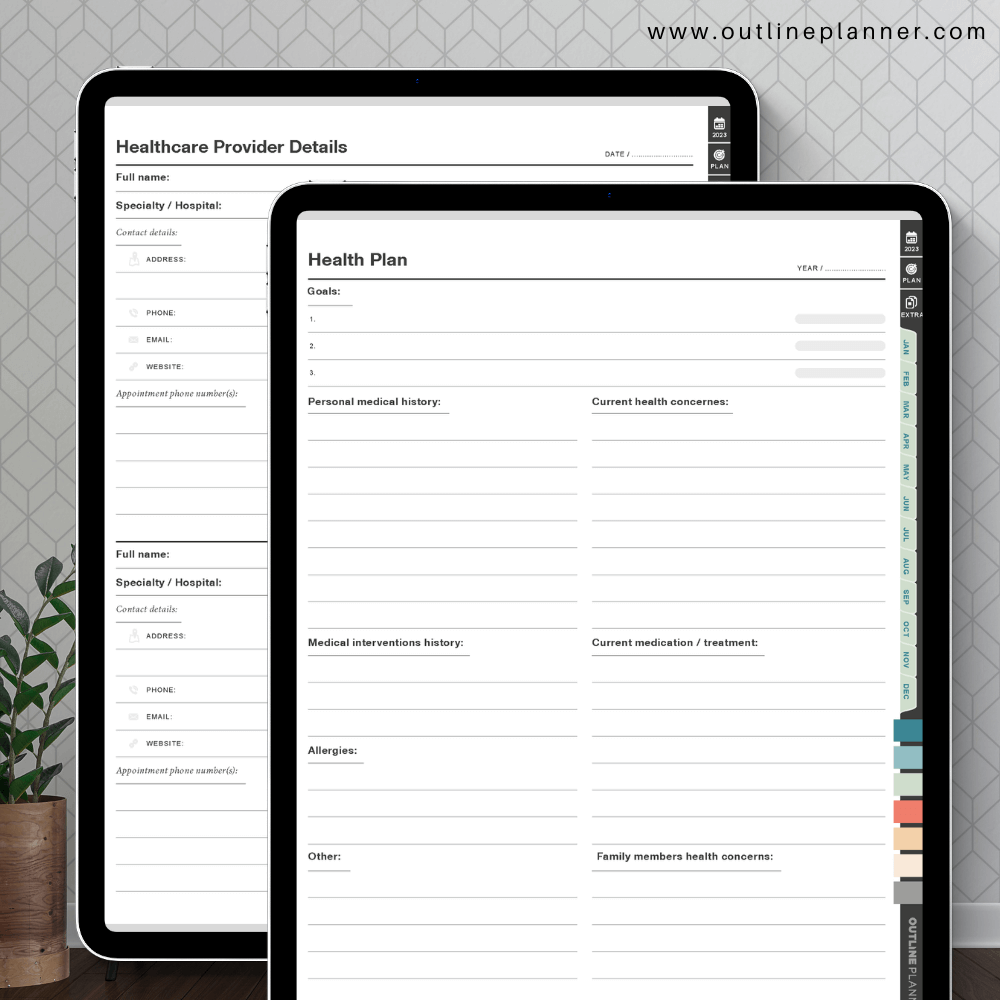 www.outlineplanner.com
Healthcare Provider Details
DATE / ....................
Full name:
Specialty / Hospital:
Contact details:
ADDRESS:
PHONE:
EMAIL:
WEBSITE:
Appointment phone number(s):
Full name:
Specialty / Hospital:
Contact details:
ADDRESS:
PHONE:
EMAIL:
WEBSITE:
Appointment phone number(s):
2023
PLAN
Health Plan
YEAR / ....................
Goals:
1.
2.
3.
Personal medical history:
Current health concernes:
Medical interventions history:
Current medication / treatment:
Allergies:
Other:
Family members health concerns:
2023
PLAN
EXTRA
JAN
FEB
MAR
APR
MAY
JUN
JUL
AUG
SEP
OCT
NOV
DEC
OUTLINE PLANN